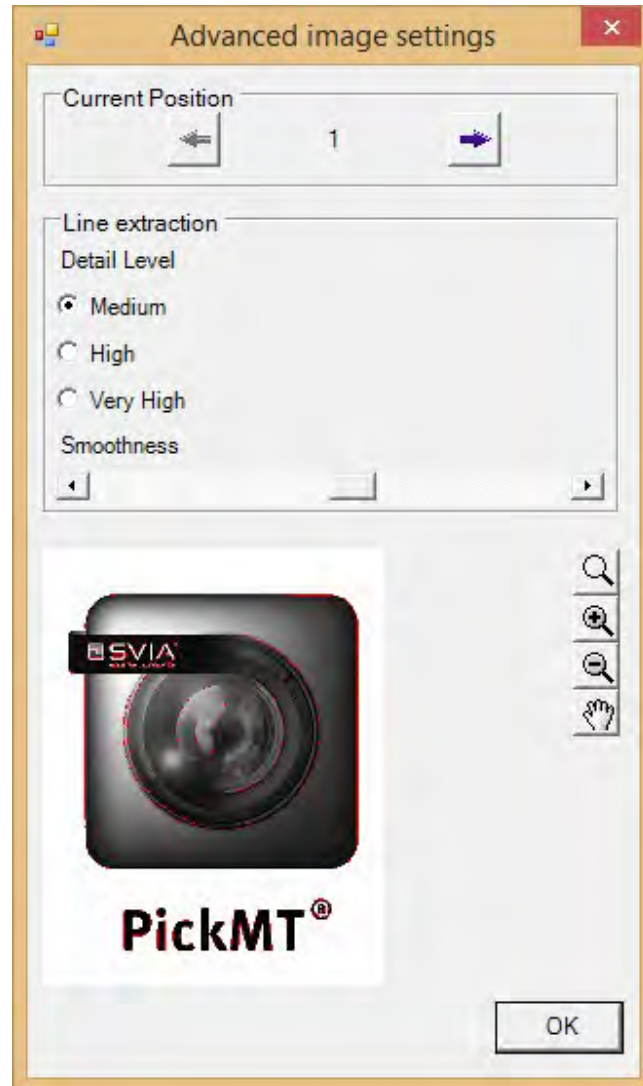 Advanced image settings
Current Position
1
Line extraction
Detail Level
Medium
High
Very High
Smoothness
SVIA
PickMT®
OK